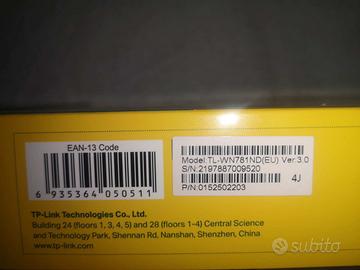 EAN-13 Code
6 935364 050511
Model:TL-WN781ND(EU) Ver:3.0
S/N:2197887009520
4J
P/N:0152502203
TP-Link Technologies Co., Ltd.
Building 24 (floors 1, 3, 4, 5) and 28 (floors 1-4) Central Science
and Technology Park, Shennan Rd, Nanshan, Shenzhen, China
www.tp-link.com
subito